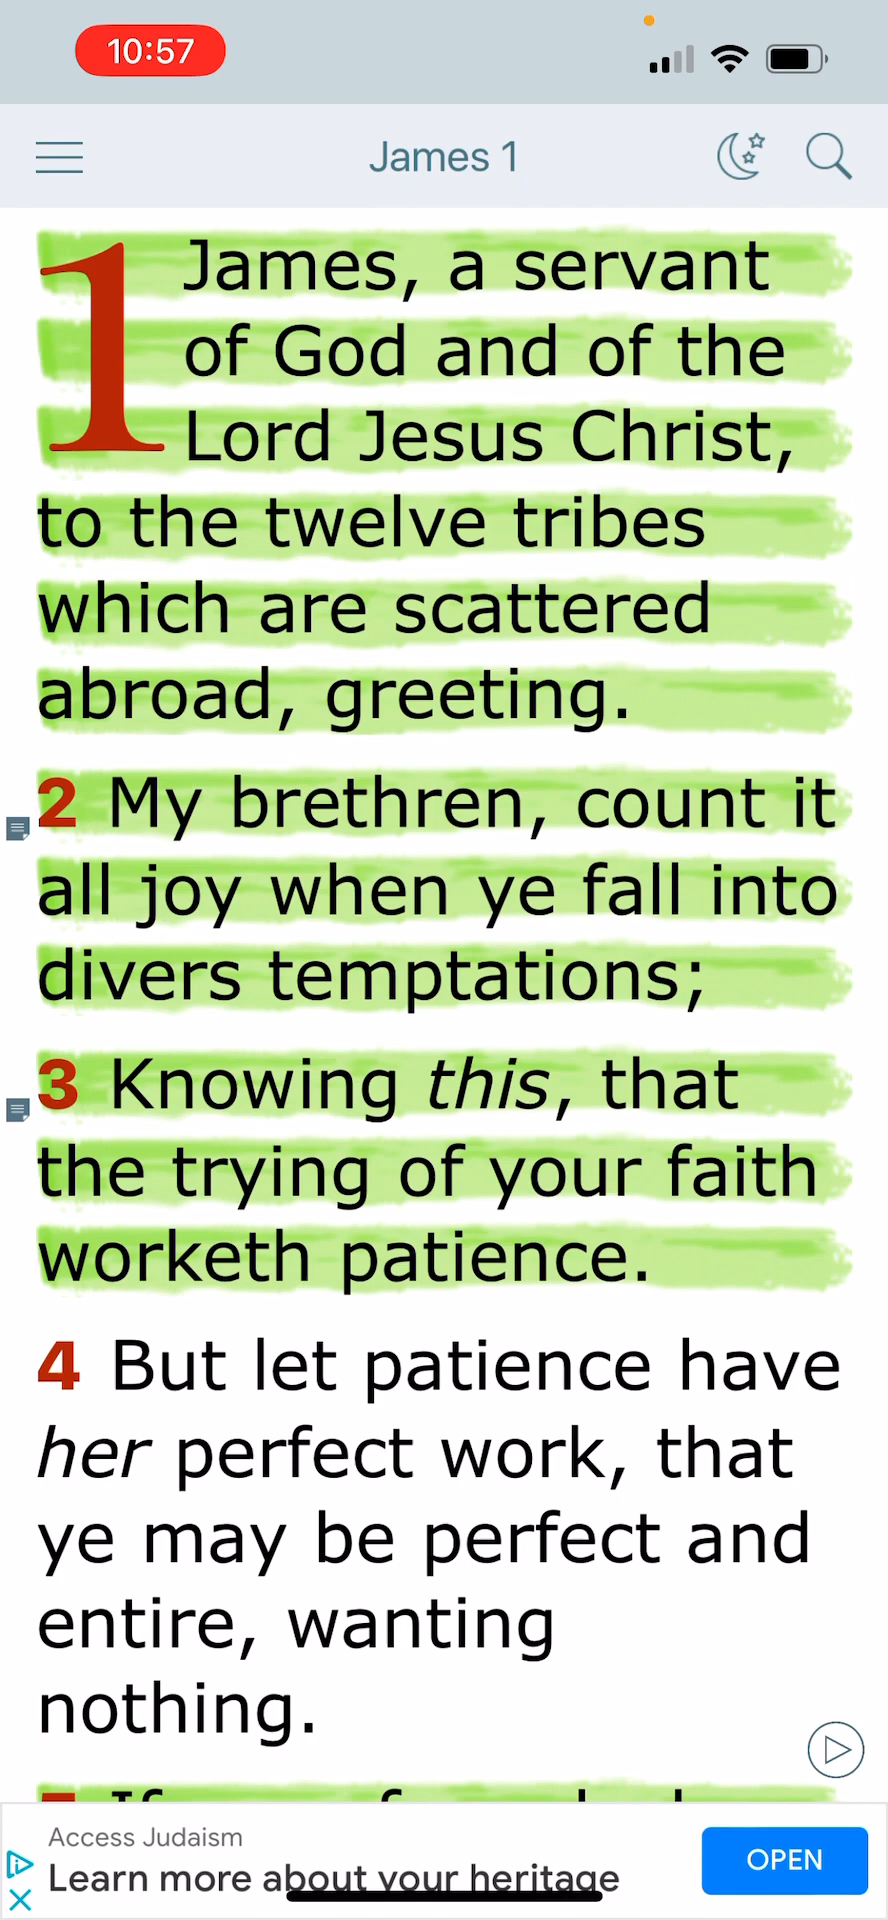 10:57
James 1
1 James, a servant
of God and of the
Lord Jesus Christ,
to the twelve tribes
which are scattered
abroad, greeting.
2 My brethren, count it
all joy when ye fall into
divers temptations;
3 Knowing this, that
the trying of your faith
worketh patience.
4 But let patience have
her perfect work, that
ye may be perfect and
entire, wanting
nothing.
Access Judaism
Learn more about your heritage
OPEN